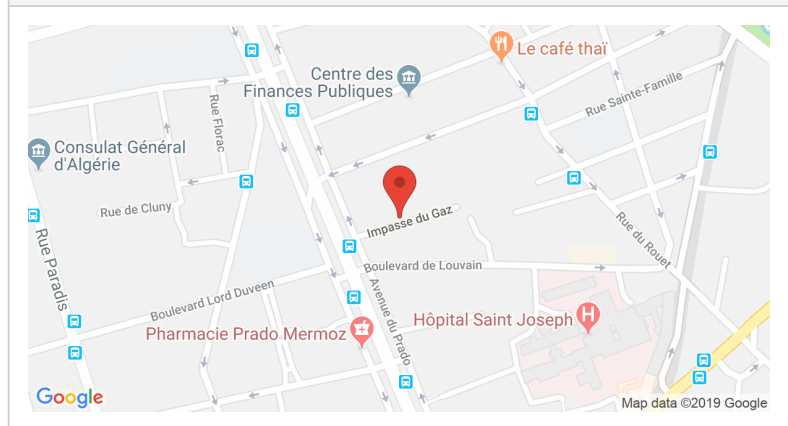 Le café thaï
Centre des
Finances Publiques
Rue Sainte-Famille
Rue Florac
Consulat Général
d'Algérie
Rue de Cluny
Impasse du Gaz
Rue du Rouet
Rue Paradis
Boulevard de Louvain
Boulevard Lord Duveen
Avenue du Prado
Hôpital Saint Joseph
H
Pharmacie Prado Mermoz
Google
Map data ©2019 Google